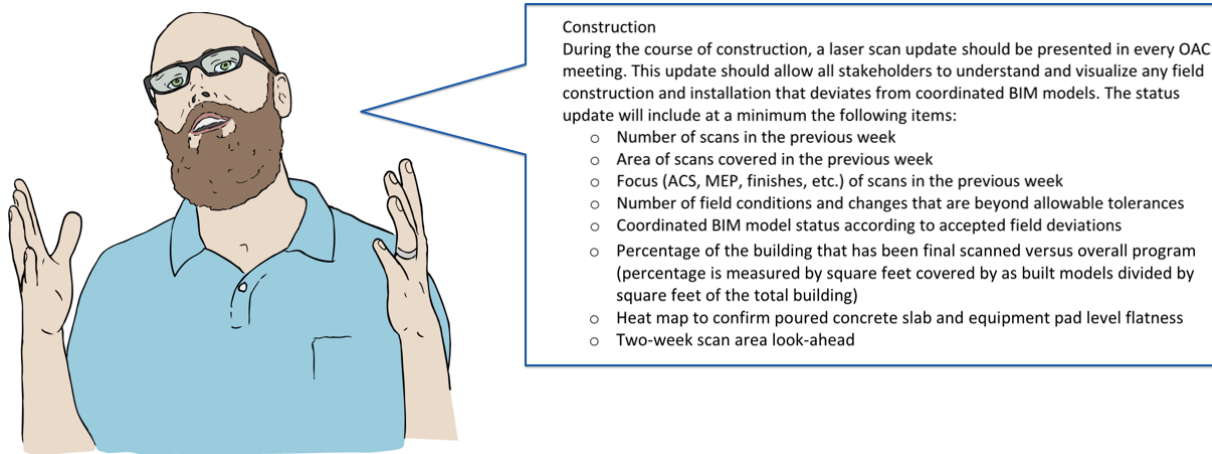 Construction
During the course of construction, a laser scan update should be presented in every OAC
meeting. This update should allow all stakeholders to understand and visualize any field
construction and installation that deviates from coordinated BIM models. The status
update will include at a minimum the following items:
○ Number of scans in the previous week
○ Area of scans covered in the previous week
○ Focus (ACS, MEP, finishes, etc.) of scans in the previous week
○ Number of field conditions and changes that are beyond allowable tolerances
○ Coordinated BIM model status according to accepted field deviations
○ Percentage of the building that has been final scanned versus overall program
(percentage is measured by square feet covered by as built models divided by
square feet of the total building)
○ Heat map to confirm poured concrete slab and equipment pad level flatness
○ Two-week scan area look-ahead